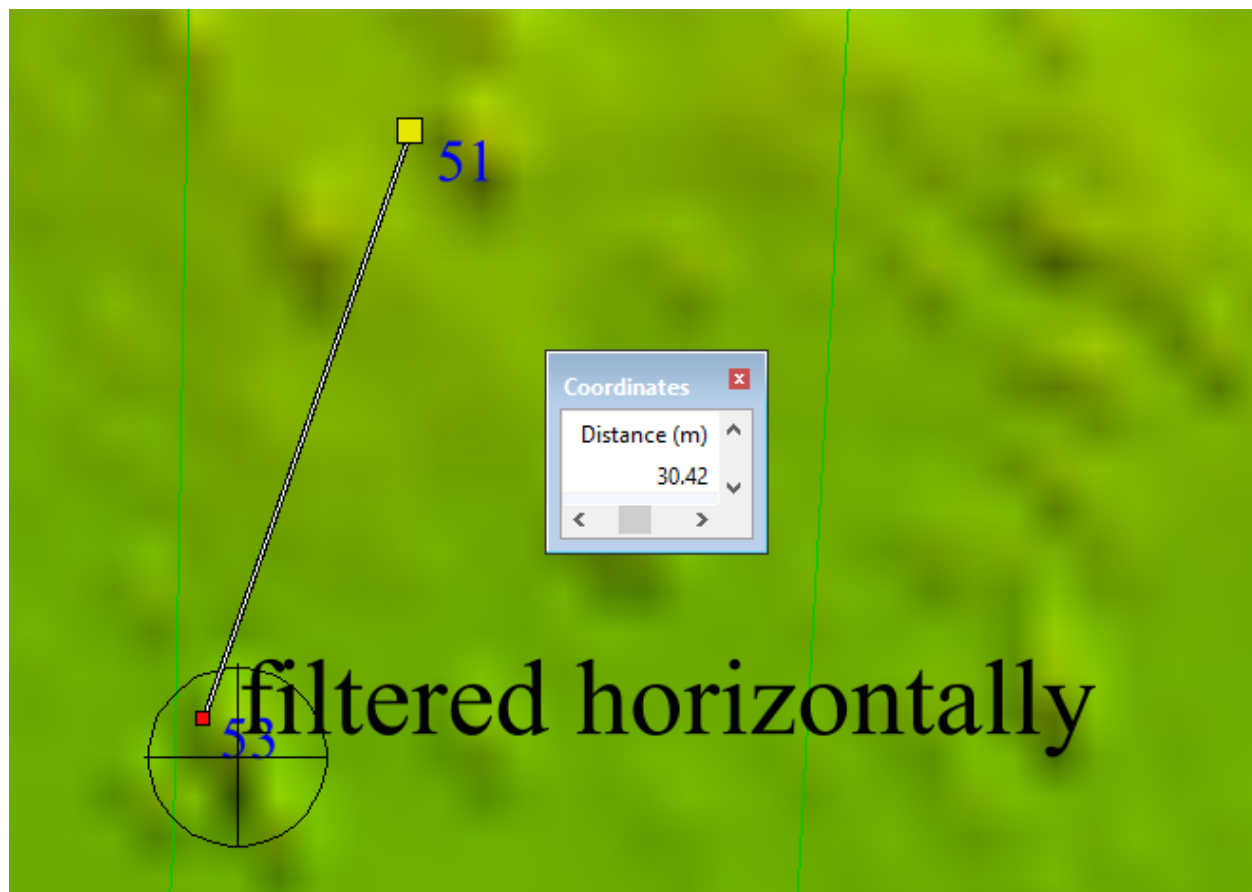 51
Coordinates
Distance (m)
30.42
filtered horizontally
53